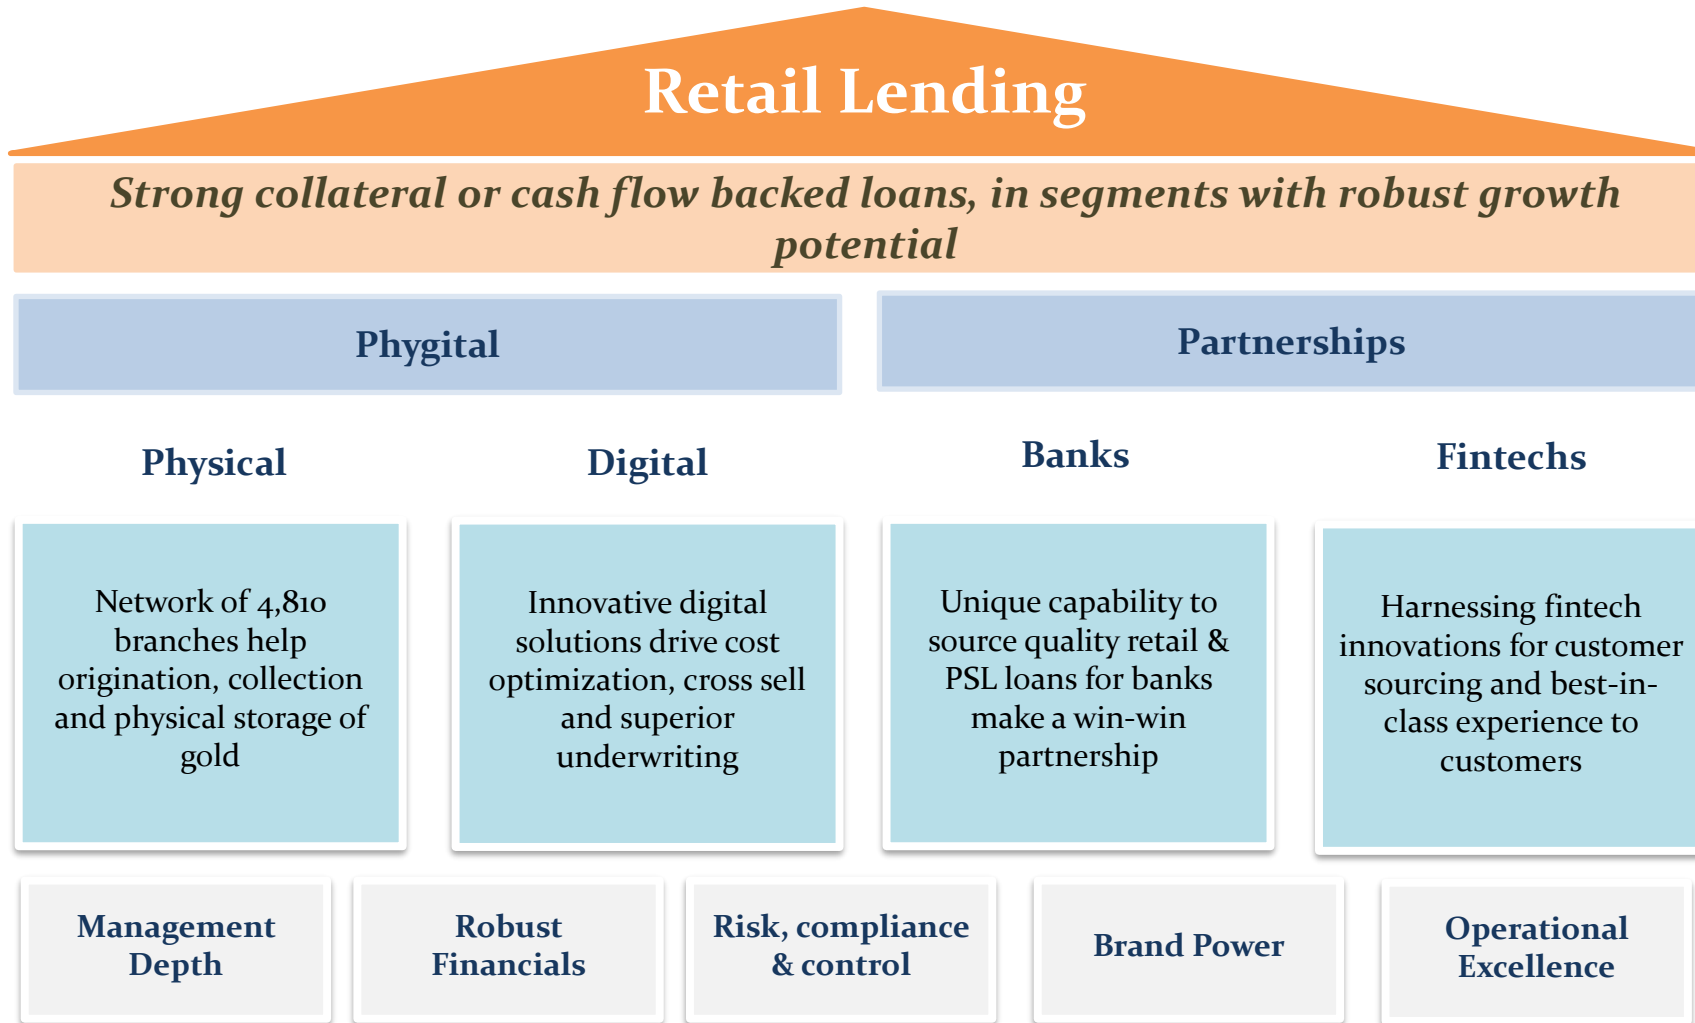 Retail Lending
Strong collateral or cash flow backed loans, in segments with robust growth
potential
Phygital
Partnerships
Physical
Digital
Banks
Fintechs
Network of 4,810
branches help
origination, collection
and physical storage of
gold
Innovative digital
solutions drive cost
optimization, cross sell
and superior
underwriting
Unique capability to
source quality retail &
PSL loans for banks
make a win-win
partnership
Harnessing fintech
innovations for customer
sourcing and best-in-
class experience to
customers
Management
Depth
Robust
Financials
Risk, compliance
& control
Brand Power
Operational
Excellence